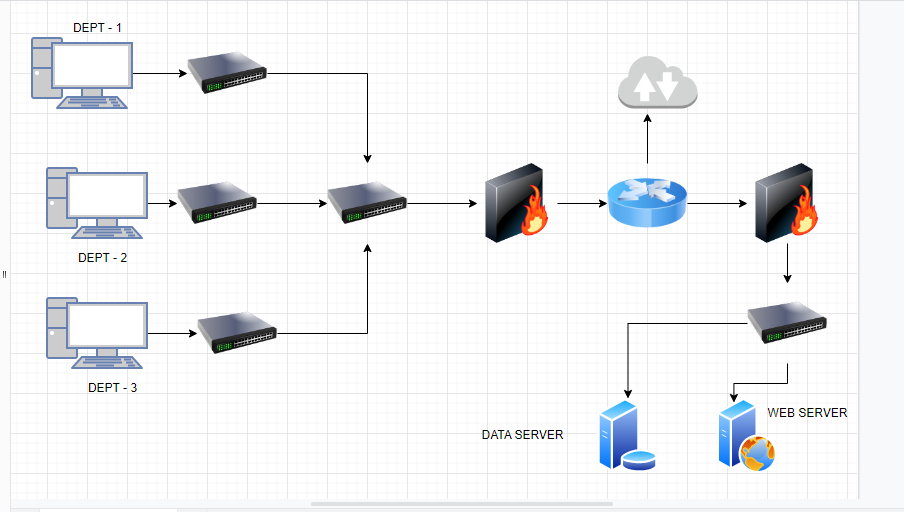 DEPT - 1
DEPT - 2
DEPT - 3
DATA SERVER
WEB SERVER